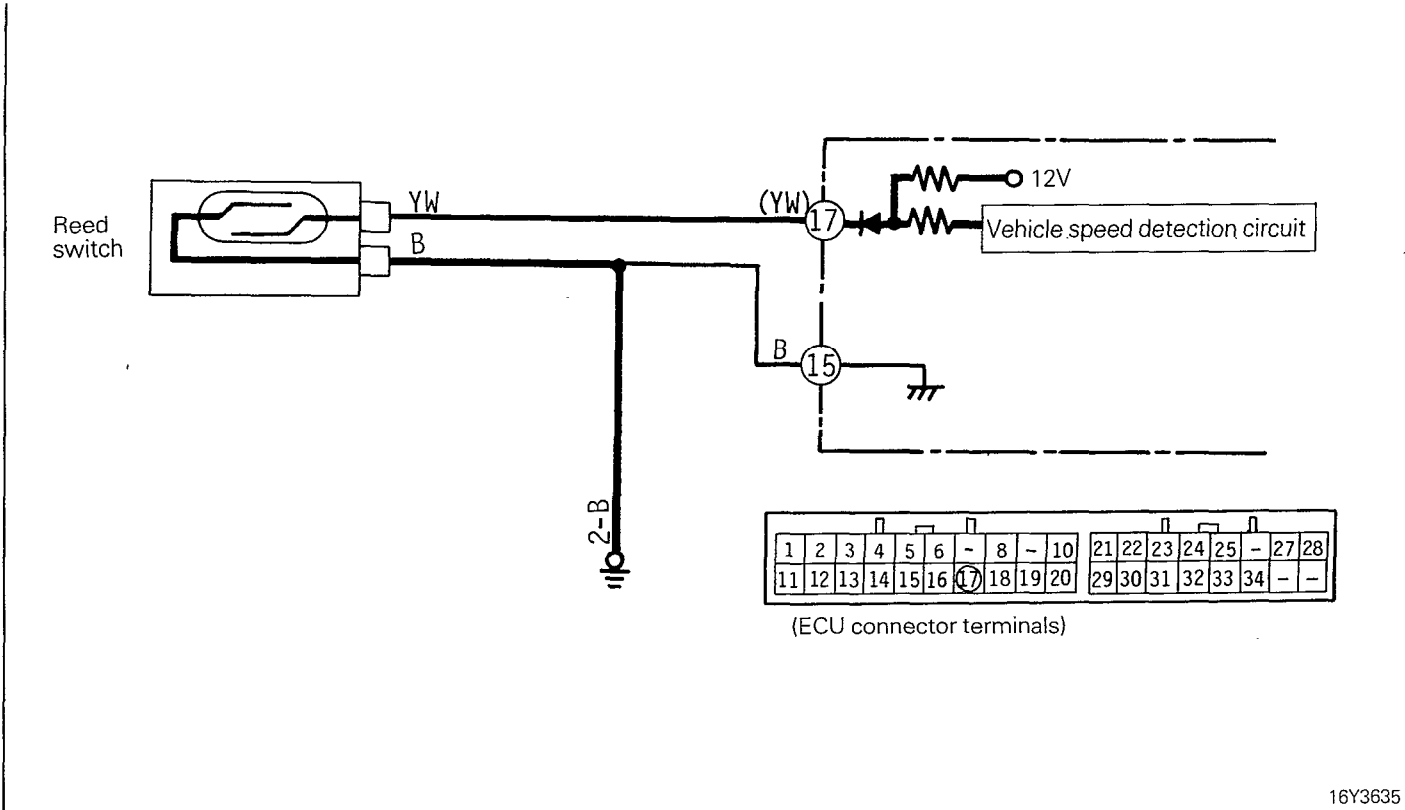 Reed
switch
YW
B
(YW)
17
12V
Vehicle speed detection circuit
B
15
2-B
1 2 3 4 5 6 - 8 - 10 21 22 23 24 25 - 27 28
11 12 13 14 15 16 17 18 19 20 29 30 31 32 33 34 - -
(ECU connector terminals)
16Y3635